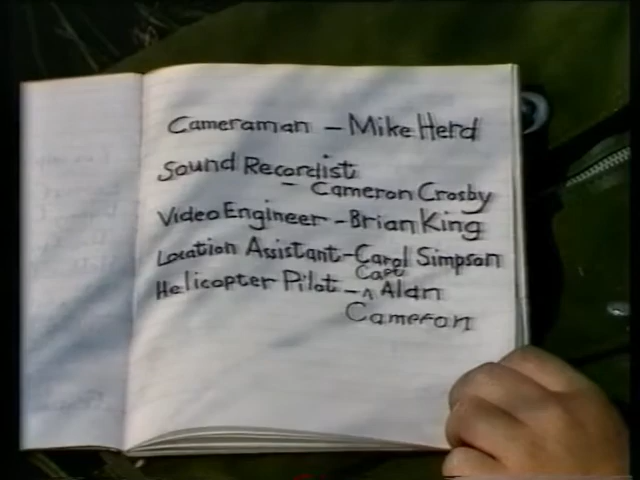 Cameraman – Mike Herd
Sound Recordist
– Cameron Crosby
Video Engineer – Brian King
Location Assistant – Carol Simpson
Capt
Helicopter Pilot – ^ Alan
Cameron